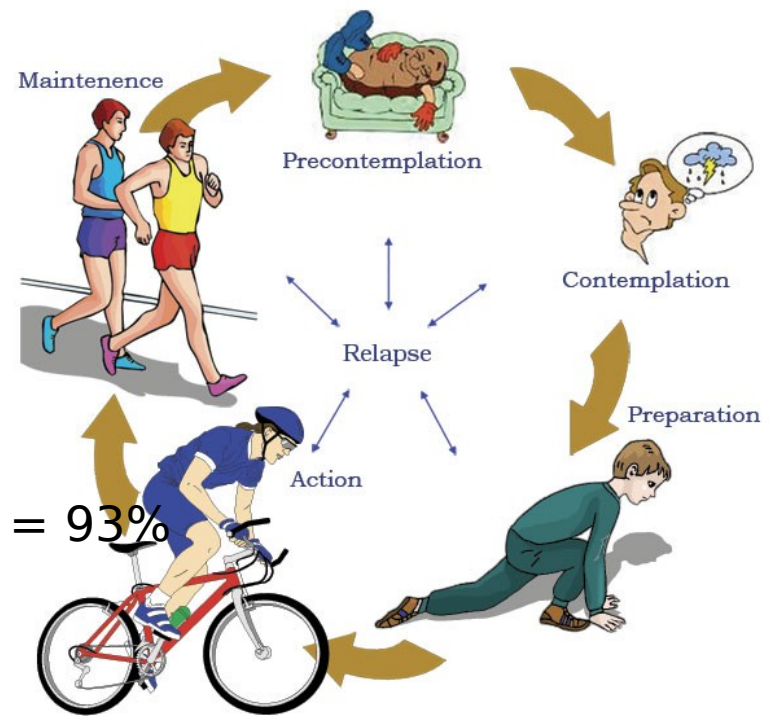 Maintenence
Precontemplation
Contemplation
Relapse
Preparation
Action
= 93%